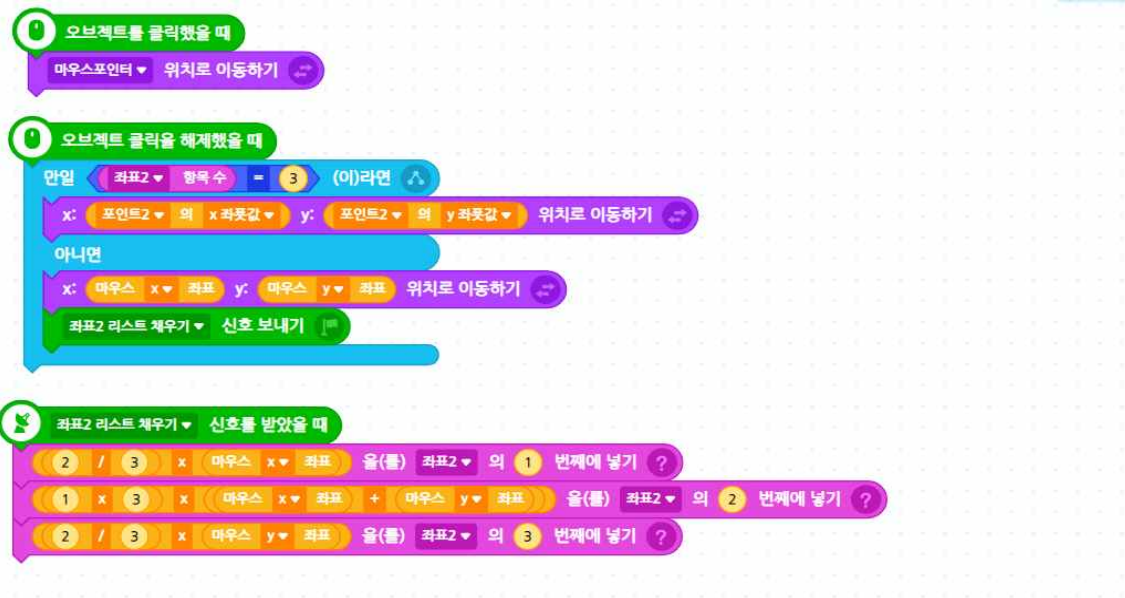 오브젝트를 클릭했을 때
마우스포인터 ▼ 위치로 이동하기
오브젝트 클릭을 해제했을 때
만일 좌표2 ▼ 항목 수 = 3 (이)라면
x: 포인트2 ▼ 의 x 좌푯값 ▼ y: 포인트2 ▼ 의 y 좌푯값 ▼ 위치로 이동하기
아니면
x: 마우스 x ▼ 좌표 y: 마우스 y ▼ 좌표 위치로 이동하기
좌표2 리스트 채우기 ▼ 신호 보내기
좌표2 리스트 채우기 ▼ 신호를 받았을 때
2 / 3 x 마우스 x ▼ 좌표 을(를) 좌표2 ▼ 의 1 번째에 넣기 ?
1 x 3 x 마우스 x ▼ 좌표 + 마우스 y ▼ 좌표 을(를) 좌표2 ▼ 의 2 번째에 넣기 ?
2 / 3 x 마우스 y ▼ 좌표 을(를) 좌표2 ▼ 의 3 번째에 넣기 ?